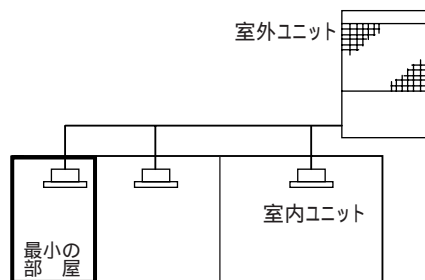 室外ユニット
室内ユニット
最小の
部　屋